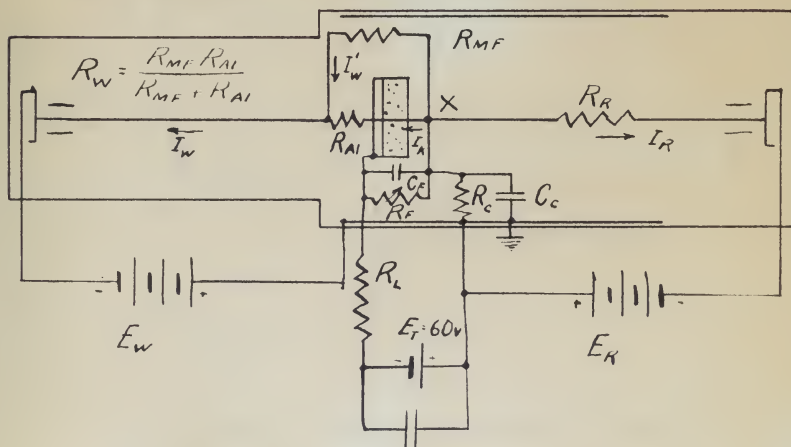 R_MF
R_W = R_MF R_AI / R_MF + R_AI
I'_W
X
R_R
I_W
R_AI
I_A
I_R
C_F
R_F
R_C
C_C
R_L
- +
E_W
E_T = 60v
- +
+ -
E_R